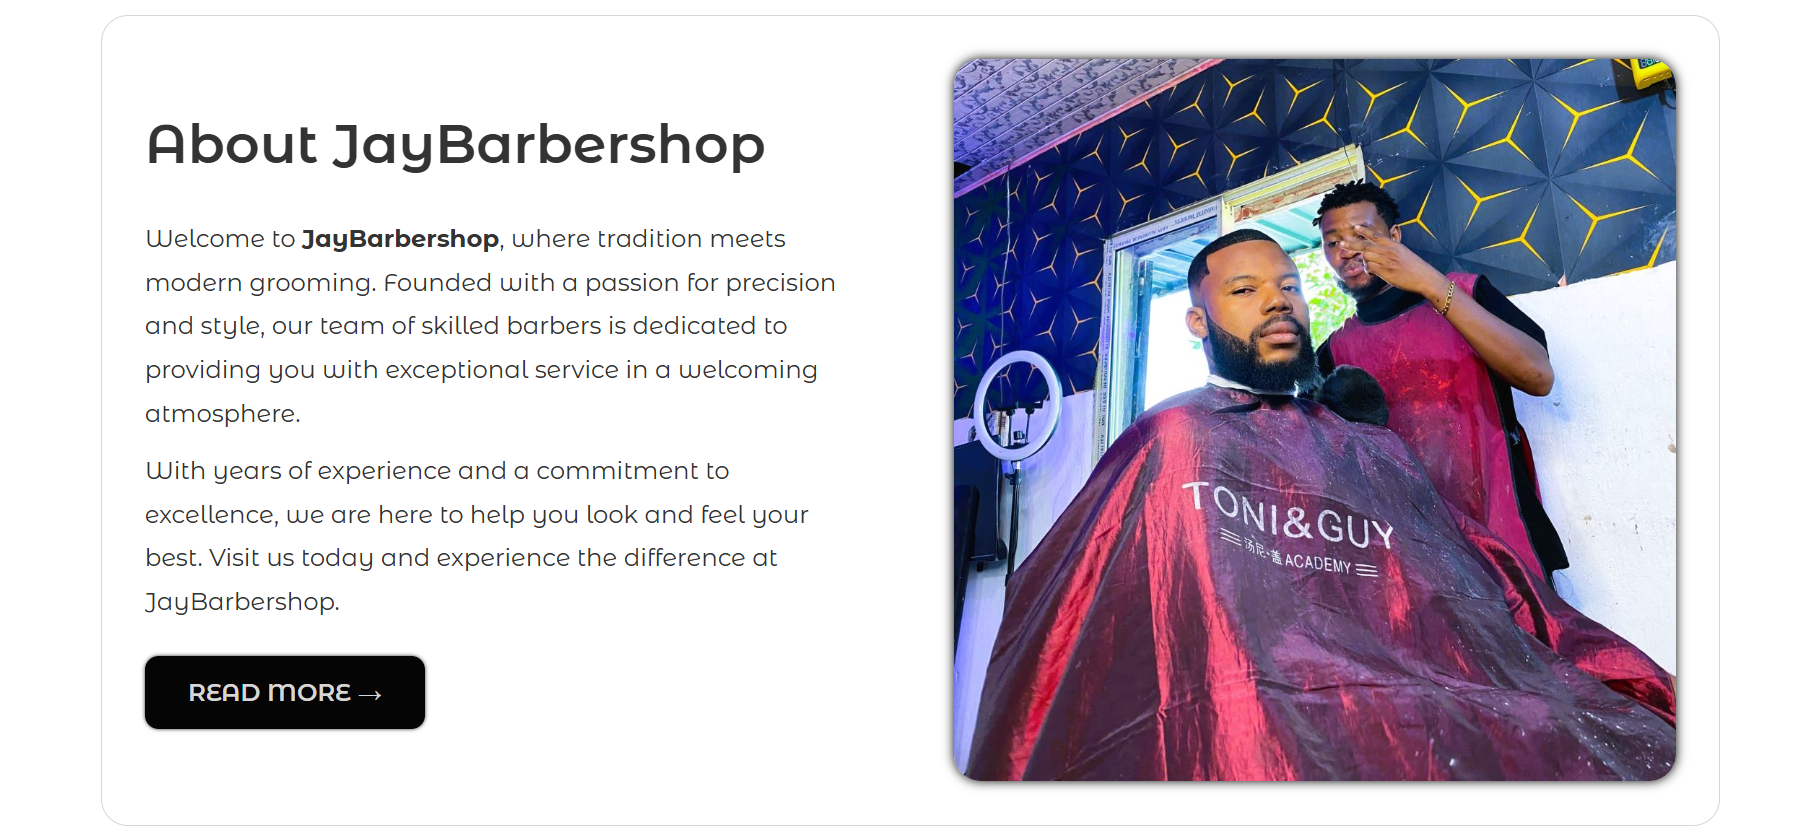 About JayBarbershop
Welcome to JayBarbershop, where tradition meets
modern grooming. Founded with a passion for precision
and style, our team of skilled barbers is dedicated to
providing you with exceptional service in a welcoming
atmosphere.
With years of experience and a commitment to
excellence, we are here to help you look and feel your
best. Visit us today and experience the difference at
JayBarbershop.
READ MORE →
TONI&GUY
汤尼·盖 ACADEMY